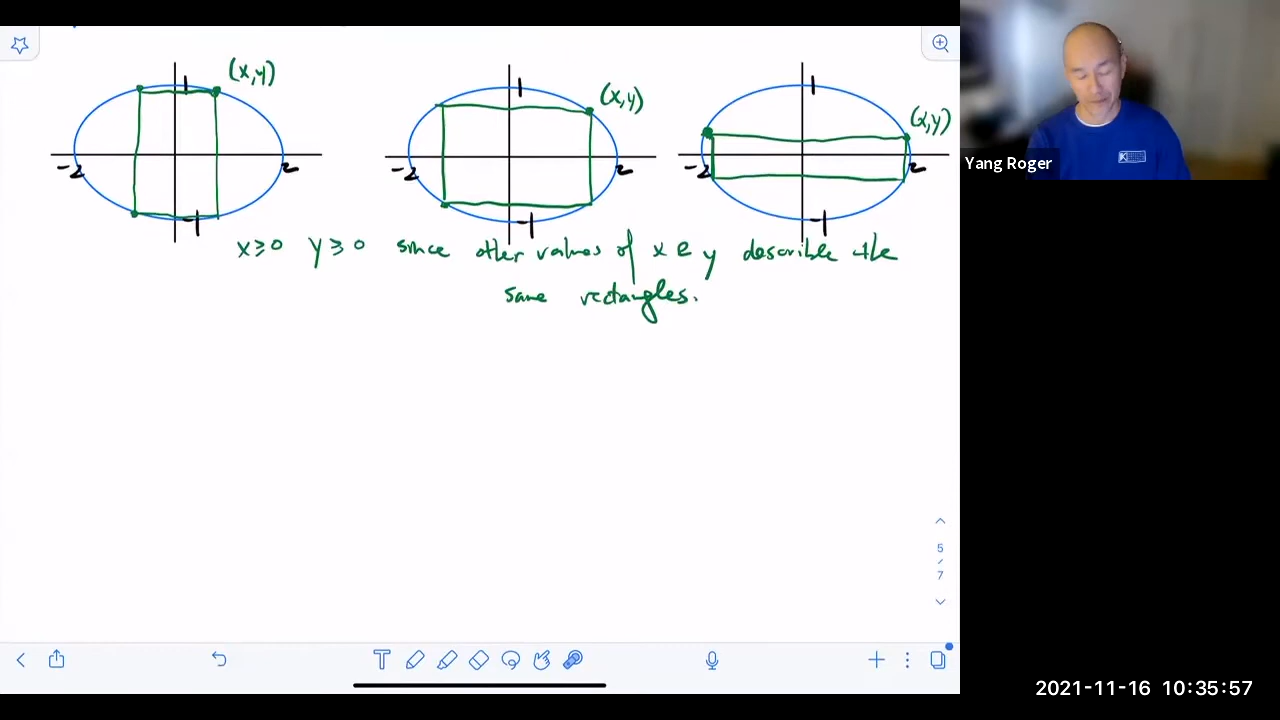 (x,y)
(x,y)
(x,y)
1
1
1
-2
2
-2
2
-2
2
-1
-1
-1
x≥0 y≥0 since other values of x & y describe the
same rectangles.
5
7
T
Yang Roger
2021-11-16 10:35:57